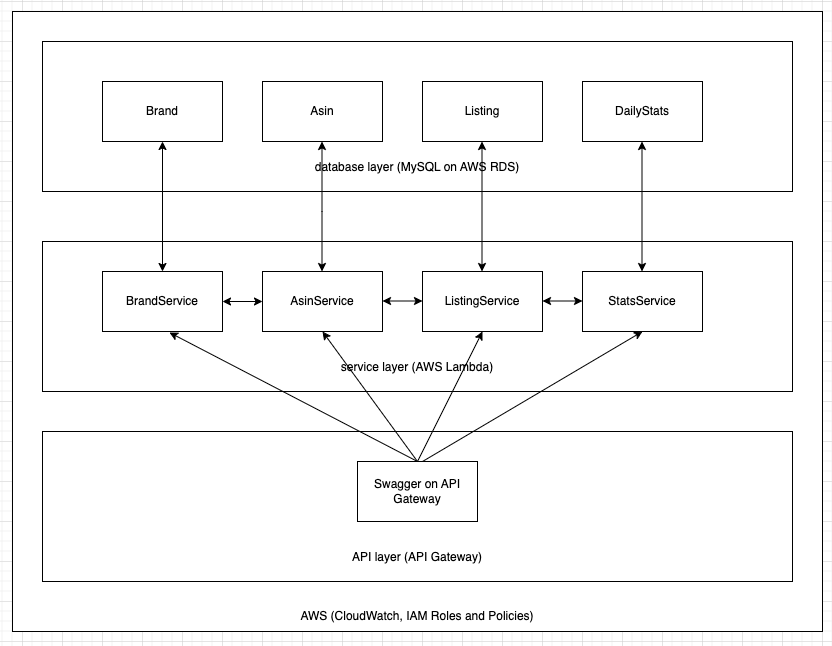 Brand
Asin
Listing
DailyStats
database layer (MySQL on AWS RDS)
BrandService
AsinService
ListingService
StatsService
service layer (AWS Lambda)
Swagger on API
Gateway
API layer (API Gateway)
AWS (CloudWatch, IAM Roles and Policies)